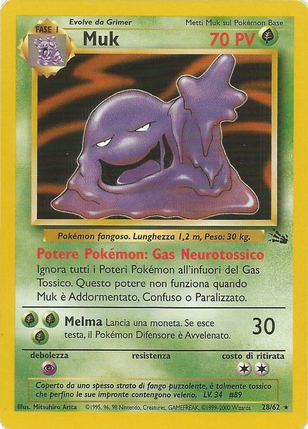 Evolve da Grimer
Metti Muk sul Pokémon Base
FASE 1
Muk
70 PV
Pokémon fangoso. Lunghezza 1,2 m, Peso: 30 kg.
Potere Pokémon: Gas Neurotossico
Ignora tutti i Poteri Pokémon all'infuori del Gas
Tossico. Questo potere non funziona quando
Muk è Addormentato, Confuso o Paralizzato.
Melma Lancia una moneta. Se esce
testa, il Pokémon Difensore è Avvelenato.
30
debolezza
resistenza
costo di ritirata
Coperto da uno spesso strato di fango puzzolente, è talmente tossico
che perfino le sue impronte contengono veleno. LV. 34 #89
Illus. Mitsuhiro Arita
©1995, 96, 98 Nintendo, Creatures, GAMEFREAK. ©1999-2000 Wizards.
28/62